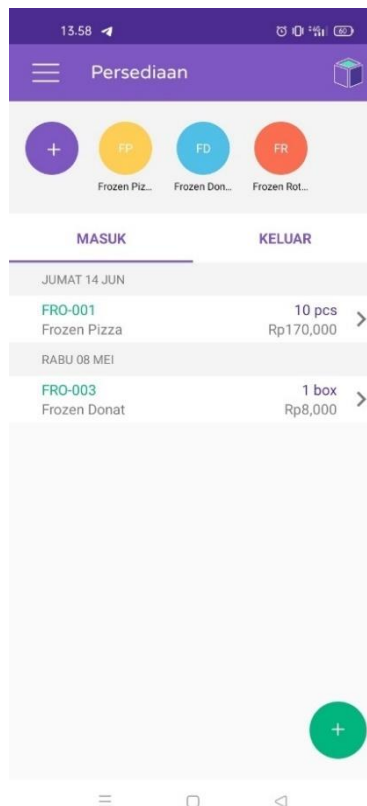 13.58
60
Persediaan
+
FP
FD
FR
Frozen Piz...
Frozen Don...
Frozen Rot...
MASUK
KELUAR
JUMAT 14 JUN
FRO-001
10 pcs
Frozen Pizza
Rp170,000
RABU 08 MEI
FRO-003
1 box
Frozen Donat
Rp8,000
+